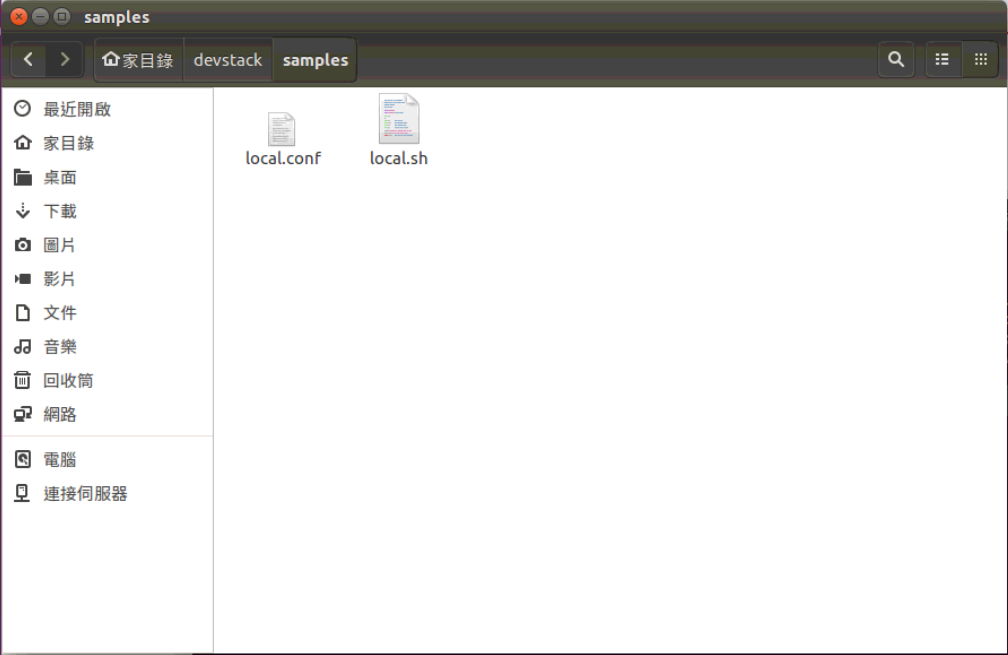 samples
家目錄 devstack samples
最近開啟
家目錄
桌面
下載
圖片
影片
文件
音樂
回收筒
網路
電腦
連接伺服器
local.conf local.sh